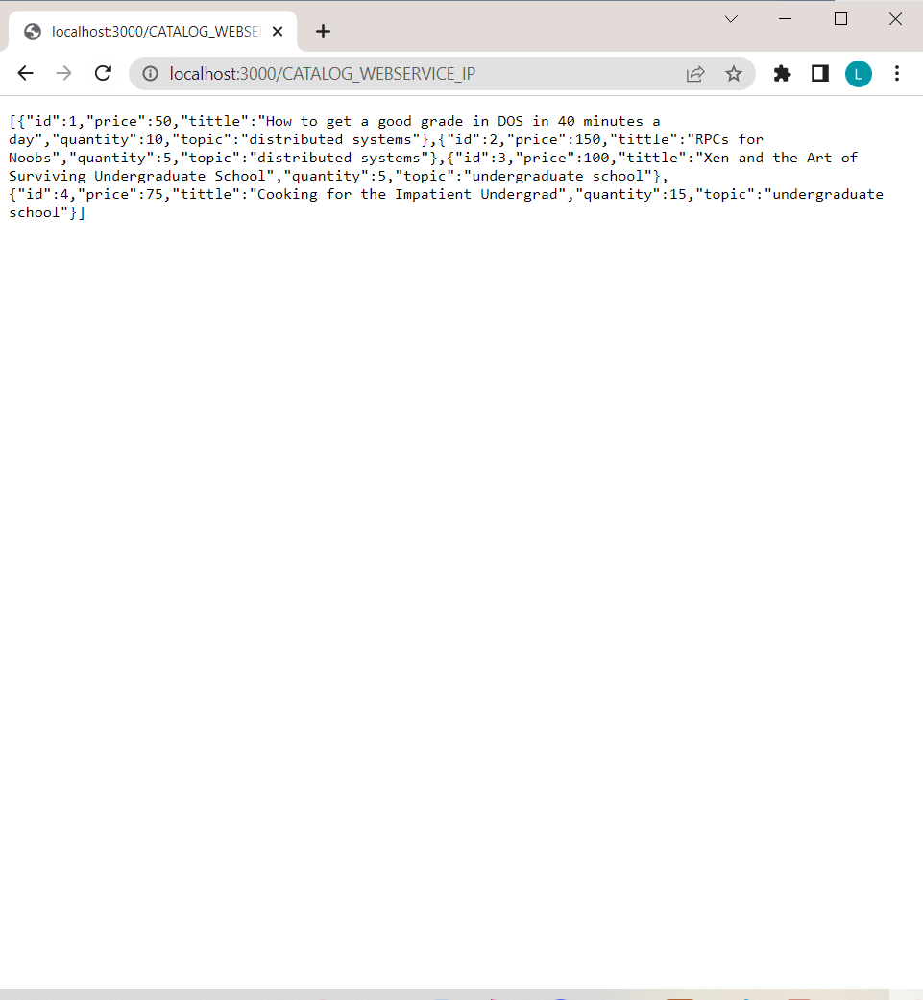 localhost:3000/CATALOG_WEBSE
localhost:3000/CATALOG_WEBSERVICE_IP
L
[{"id":1,"price":50,"tittle":"How to get a good grade in DOS in 40 minutes a
day","quantity":10,"topic":"distributed systems"},{"id":2,"price":150,"tittle":"RPCs for
Noobs","quantity":5,"topic":"distributed systems"},{"id":3,"price":100,"tittle":"Xen and the Art of
Surviving Undergraduate School","quantity":5,"topic":"undergraduate school"},
{"id":4,"price":75,"tittle":"Cooking for the Impatient Undergrad","quantity":15,"topic":"undergraduate
school"}]